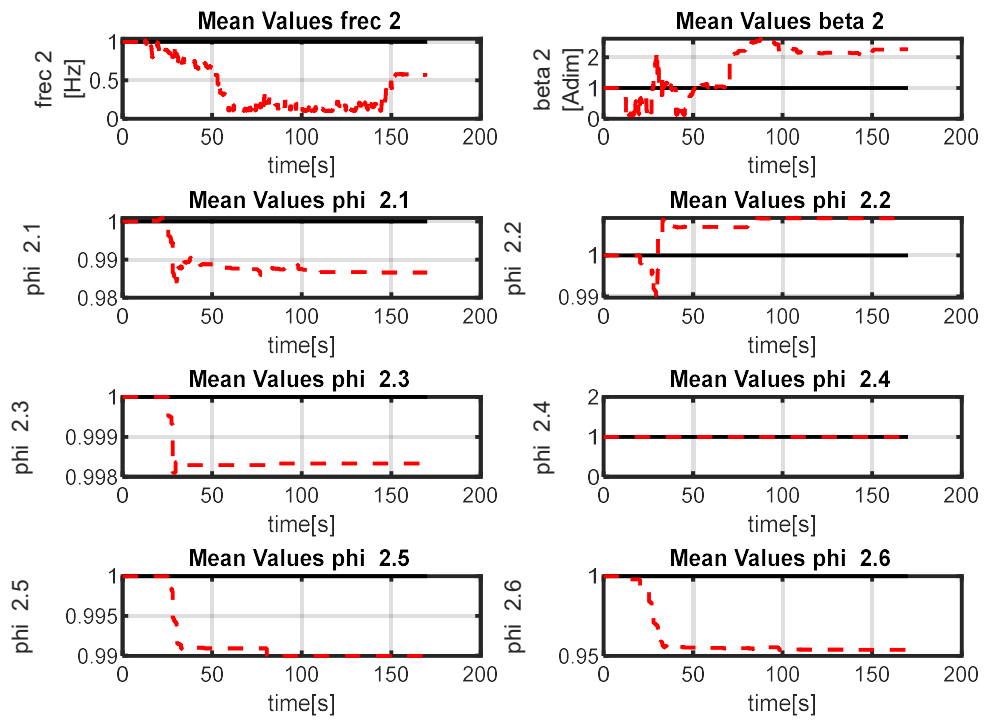 Mean Values frec 2
frec 2
[Hz]
1
0.5
0
0 50 100 150 200
time[s]
Mean Values beta 2
beta 2
[Adim]
2
1
0
0 50 100 150 200
time[s]
Mean Values phi 2.1
phi 2.1
1
0.99
0.98
0 50 100 150 200
time[s]
Mean Values phi 2.2
phi 2.2
1
0.99
0 50 100 150 200
time[s]
Mean Values phi 2.3
phi 2.3
1
0.999
0.998
0 50 100 150 200
time[s]
Mean Values phi 2.4
phi 2.4
2
1
0
0 50 100 150 200
time[s]
Mean Values phi 2.5
phi 2.5
1
0.995
0.99
0 50 100 150 200
time[s]
Mean Values phi 2.6
phi 2.6
1
0.95
0 50 100 150 200
time[s]